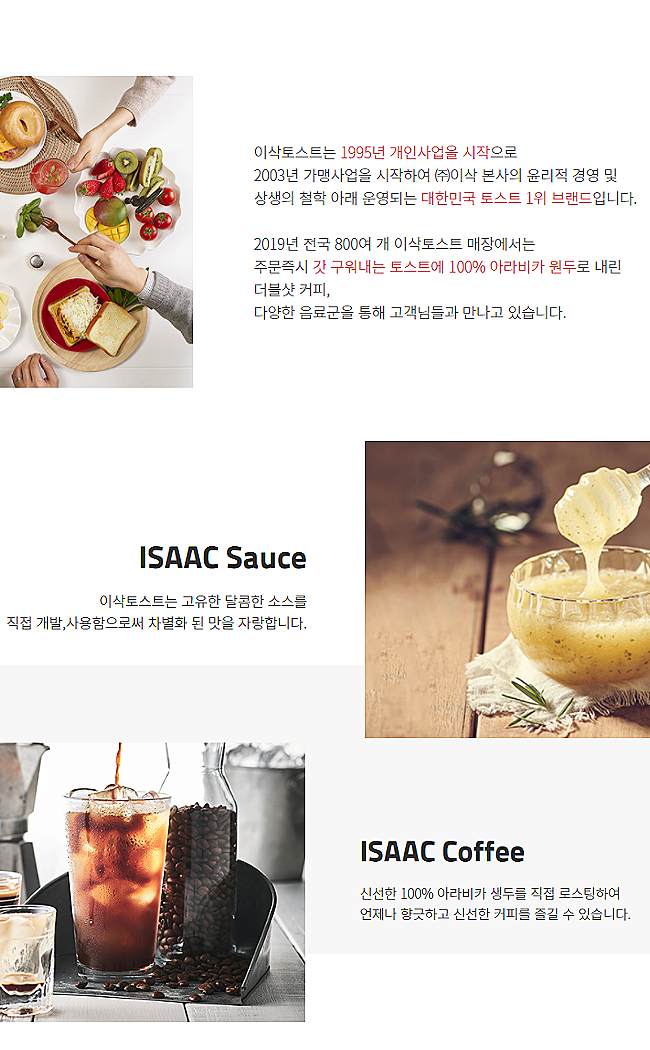 이삭토스트는 1995년 개인사업을 시작으로
2003년 가맹사업을 시작하여 ㈜이삭 본사의 윤리적 경영 및
상생의 철학 아래 운영되는 대한민국 토스트 1위 브랜드입니다.
2019년 전국 800여 개 이삭토스트 매장에서는
주문즉시 갓 구워내는 토스트에 100% 아라비카 원두로 내린
더블샷 커피,
다양한 음료군을 통해 고객님들과 만나고 있습니다.
ISAAC Sauce
이삭토스트는 고유한 달콤한 소스를
직접 개발,사용함으로써 차별화 된 맛을 자랑합니다.
ISAAC Coffee
신선한 100% 아라비카 생두를 직접 로스팅하여
언제나 향긋하고 신선한 커피를 즐길 수 있습니다.